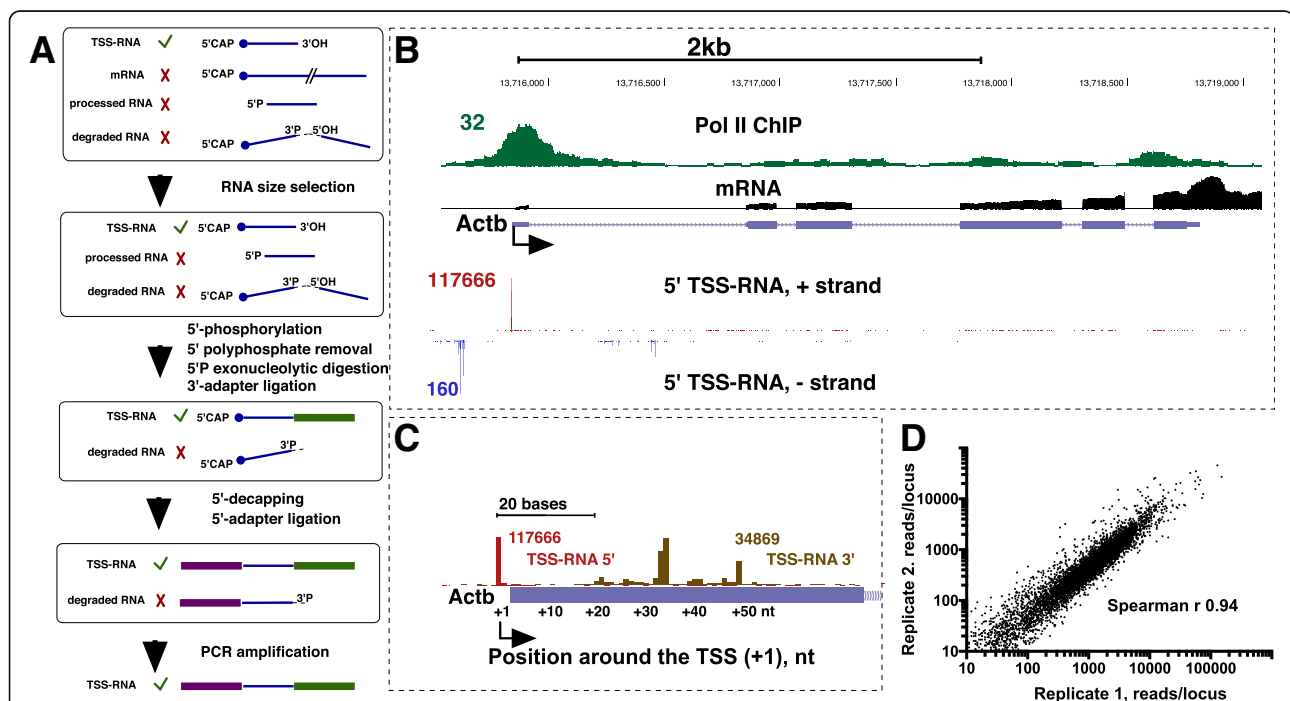 A
TSS-RNA 5'CAP 3'OH
mRNA X 5'CAP
processed RNA X 5'P
degraded RNA X 5'CAP 3'P 5'OH
RNA size selection
TSS-RNA 5'CAP 3'OH
processed RNA X 5'P
degraded RNA X 5'CAP 3'P 5'OH
5'-phosphorylation
5' polyphosphate removal
5'P exonucleolytic digestion
3'-adapter ligation
TSS-RNA 5'CAP
degraded RNA X 5'CAP 3'P
5'-decapping
5'-adapter ligation
TSS-RNA
degraded RNA X 3'P
PCR amplification
TSS-RNA
B
2kb
13,716,000 13,716,500 13,717,000 13,717,500 13,718,000 13,718,500 13,719,000
32 Pol II ChIP
mRNA
Actb
117666 5' TSS-RNA, + strand
160 5' TSS-RNA, - strand
C
20 bases
117666 34869
TSS-RNA 5' TSS-RNA 3'
Actb
+1 +10 +20 +30 +40 +50 nt
Position around the TSS (+1), nt
D
Replicate 2. reads/locus
10000
1000
100
10
Spearman r 0.94
10 100 1000 10000 100000
Replicate 1, reads/locus